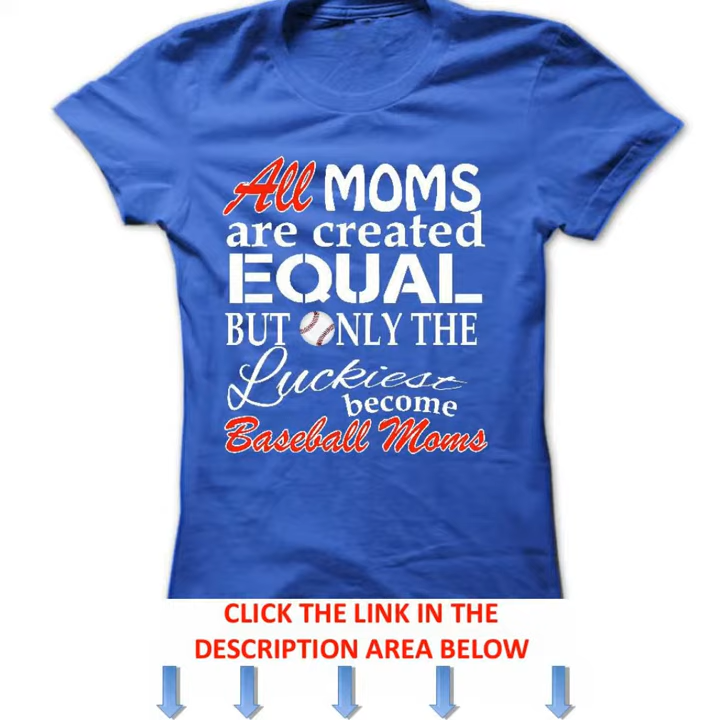 All MOMS
are created
EQUAL
BUT ONLY THE
Luckiest
become
Baseball Moms
CLICK THE LINK IN THE
DESCRIPTION AREA BELOW